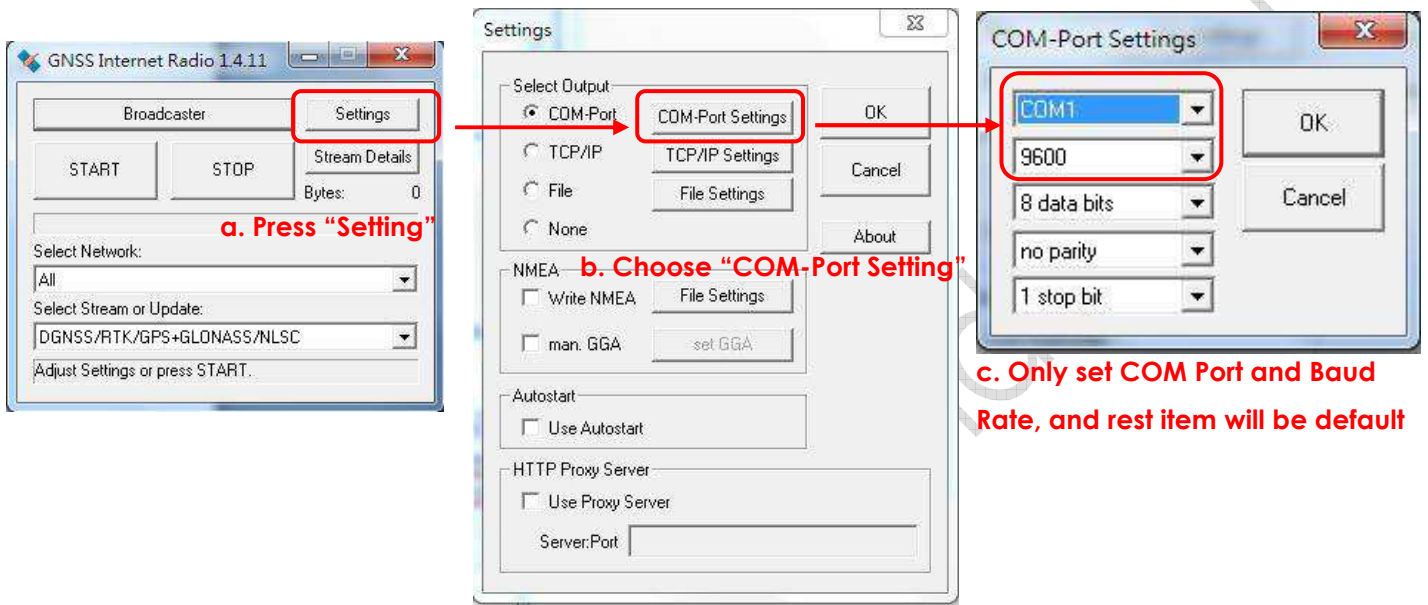 GNSS Internet Radio 1.4.11
Broadcaster
Settings
START
STOP
Stream Details
Bytes: 0
a. Press “Setting”
Select Network:
All
Select Stream or Update:
DGNSS/RTK/GPS+GLONASS/NLSC
Adjust Settings or press START.
Settings
Select Output
COM-Port
COM-Port Settings
OK
TCP/IP
TCP/IP Settings
Cancel
File
File Settings
None
About
b. Choose “COM-Port Setting”
NMEA
Write NMEA
File Settings
man. GGA
set GGA
Autostart
Use Autostart
HTTP Proxy Server
Use Proxy Server
Server:Port
COM-Port Settings
COM1
OK
9600
8 data bits
Cancel
no parity
1 stop bit
c. Only set COM Port and Baud
Rate, and rest item will be default